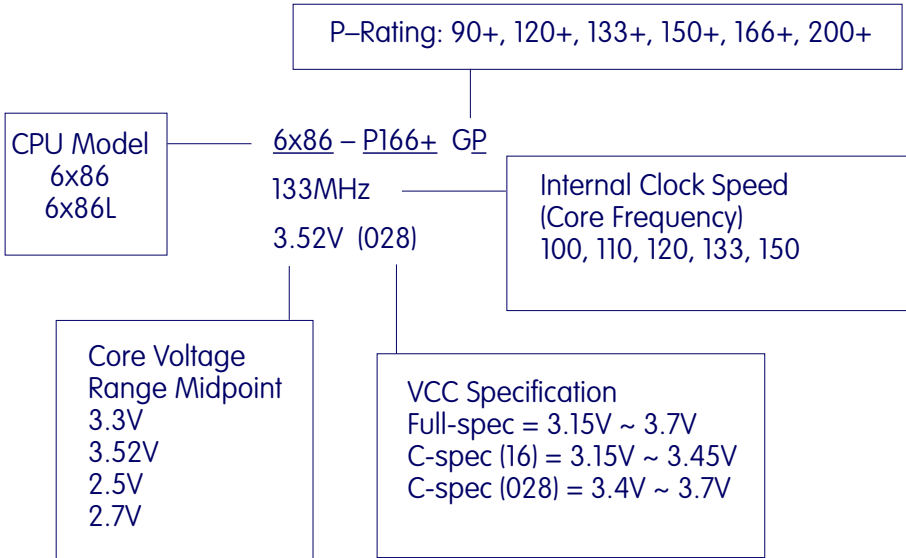 P–Rating: 90+, 120+, 133+, 150+, 166+, 200+
CPU Model
6x86
6x86L
6x86 – P166+ GP
133MHz
3.52V (028)
Internal Clock Speed
(Core Frequency)
100, 110, 120, 133, 150
Core Voltage
Range Midpoint
3.3V
3.52V
2.5V
2.7V
VCC Specification
Full-spec = 3.15V ~ 3.7V
C-spec (16) = 3.15V ~ 3.45V
C-spec (028) = 3.4V ~ 3.7V